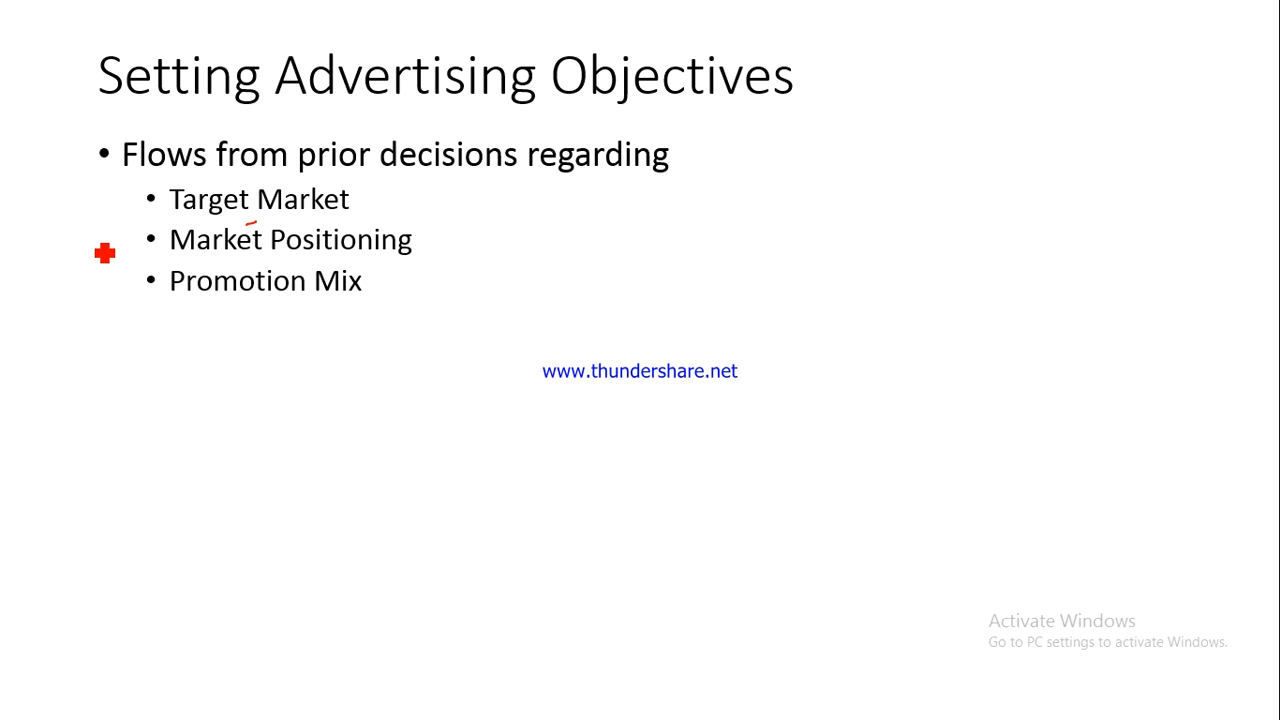 Setting Advertising Objectives
• Flows from prior decisions regarding
• Target Market
• Market Positioning
• Promotion Mix
www.thundershare.net
Activate Windows
Go to PC settings to activate Windows.